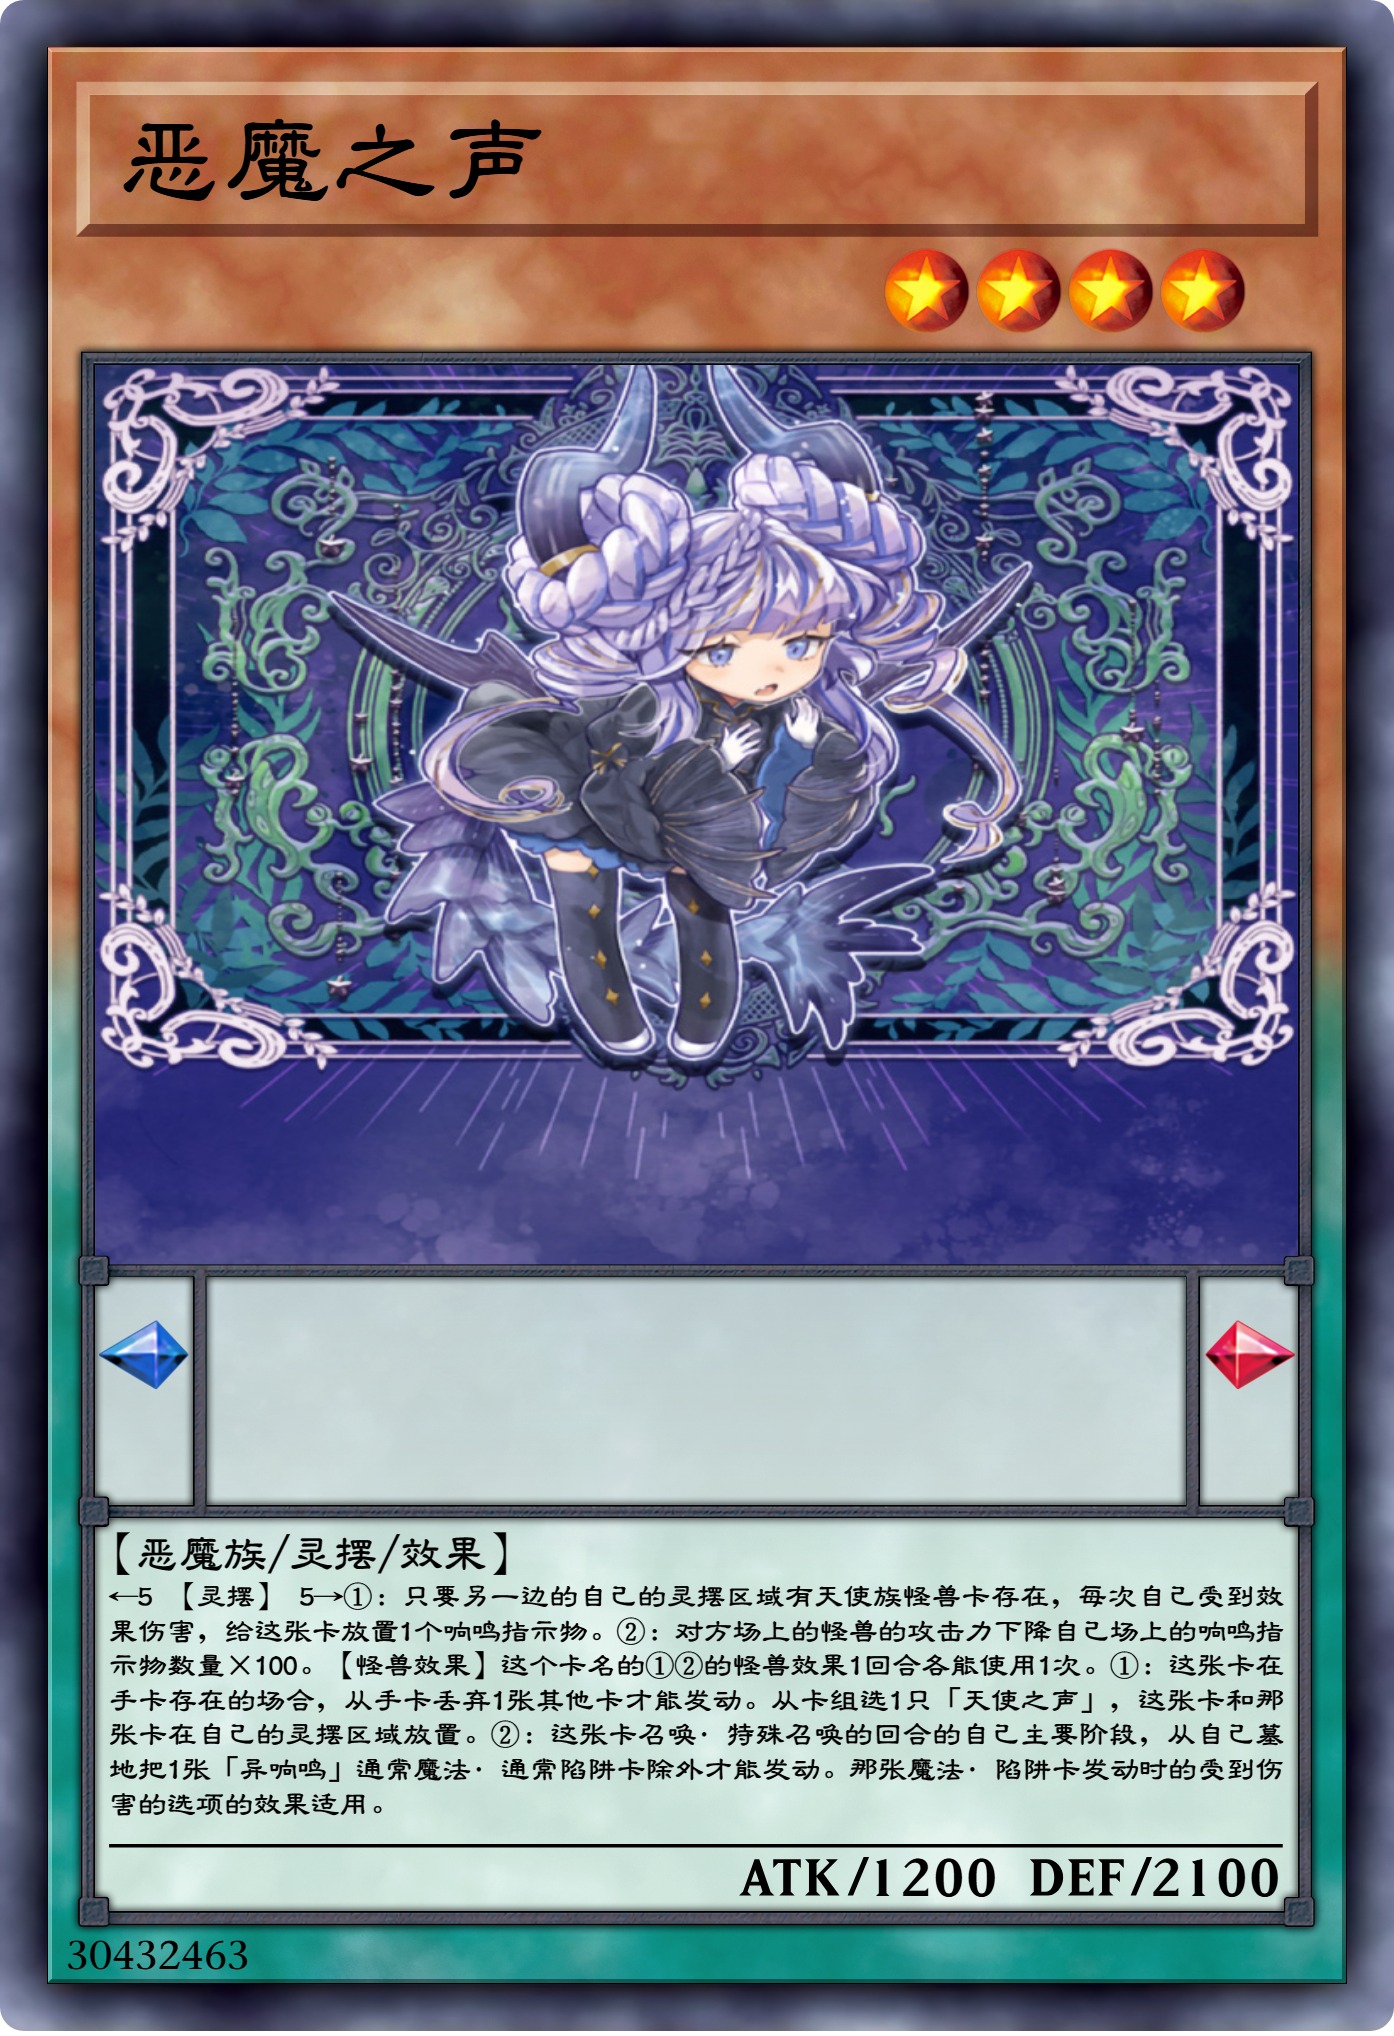 恶魔之声
【恶魔族/灵摆/效果】
←5 【灵摆】 5→①：只要另一边的自己的灵摆区域有天使族怪兽卡存在，每次自己受到效
果伤害，给这张卡放置1个响鸣指示物。②：对方场上的怪兽的攻击力下降自己场上的响鸣指
示物数量×100。【怪兽效果】这个卡名的①②的怪兽效果1回合各能使用1次。①：这张卡在
手卡存在的场合，从手卡丢弃1张其他卡才能发动。从卡组选1只「天使之声」，这张卡和那
张卡在自己的灵摆区域放置。②：这张卡召唤·特殊召唤的回合的自己主要阶段，从自己墓
地把1张「异响鸣」通常魔法·通常陷阱卡除外才能发动。那张魔法·陷阱卡发动时的受到伤
害的选项的效果适用。
ATK/1200 DEF/2100
30432463